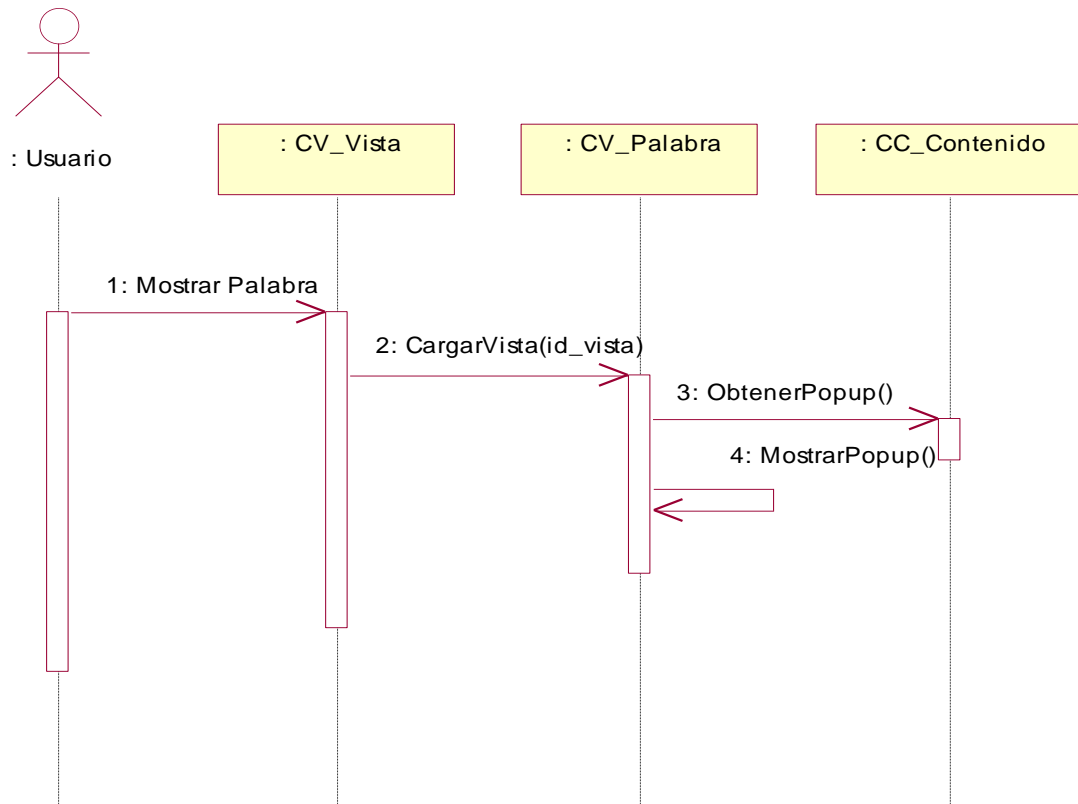 : Usuario
: CV_Vista
: CV_Palabra
: CC_Contenido
1: Mostrar Palabra
2: CargarVista(id_vista)
3: ObtenerPopup()
4: MostrarPopup()